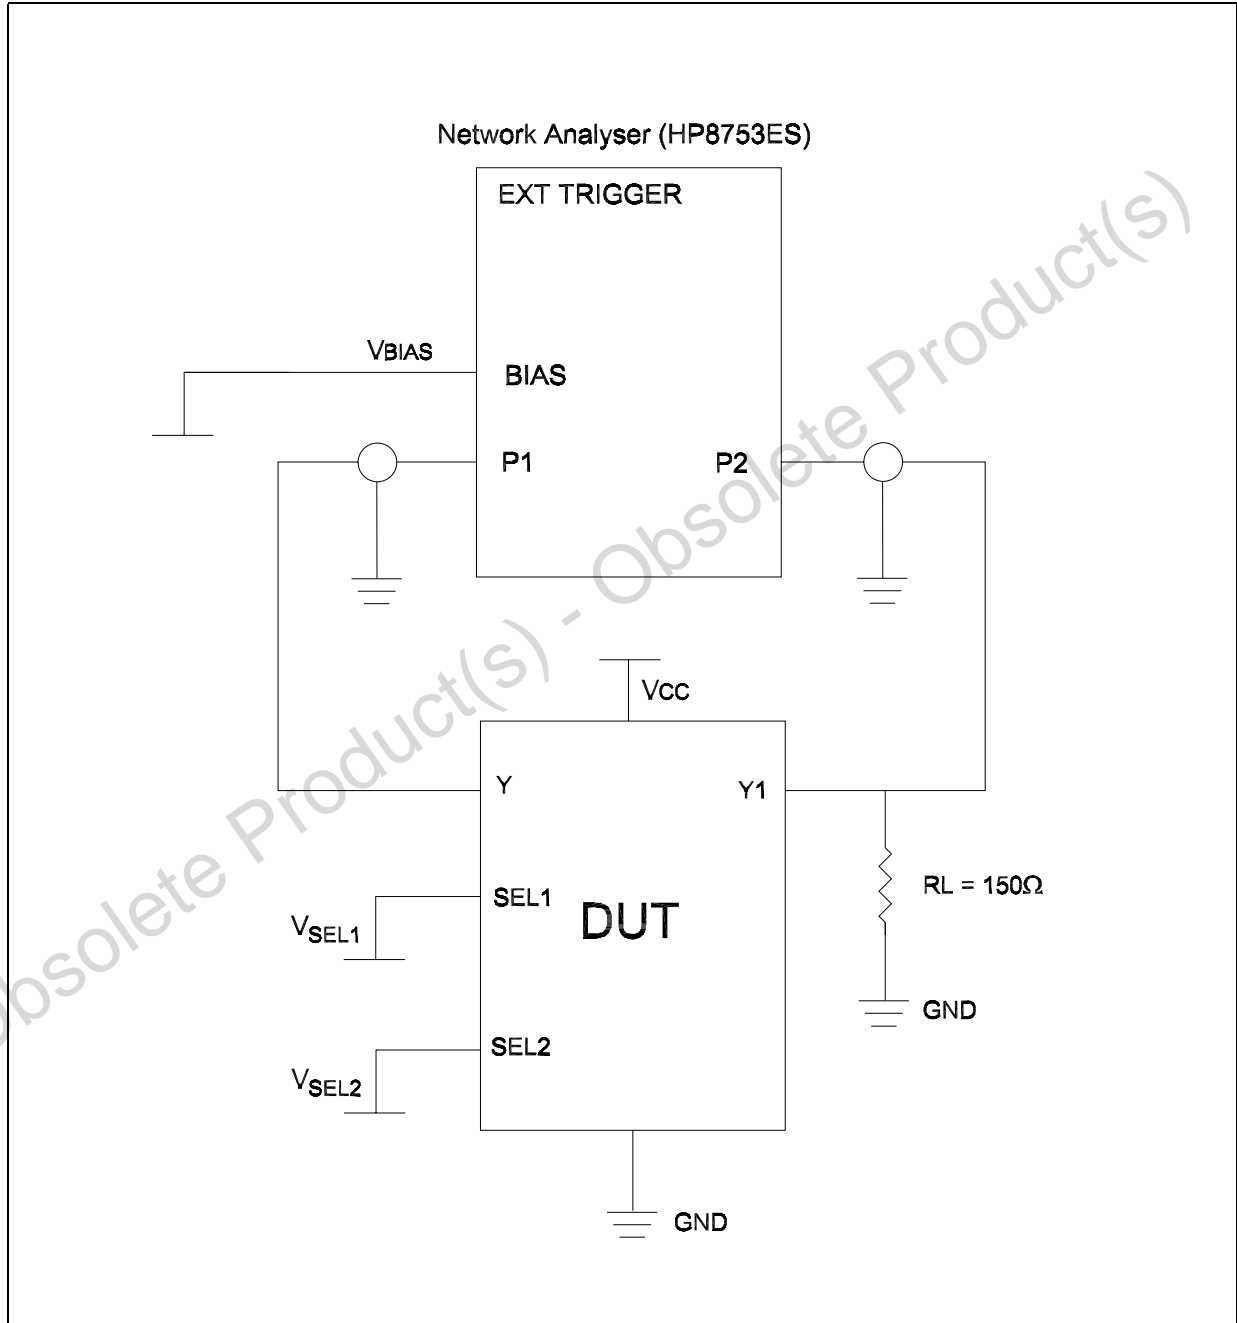 Network Analyser (HP8753ES)
EXT TRIGGER
VBIAS
BIAS
P1
P2
VCC
Y
Y1
SEL1
VSEL1
DUT
RL = 150Ω
GND
SEL2
VSEL2
GND
Obsolete Product(s) - Obsolete Product(s)